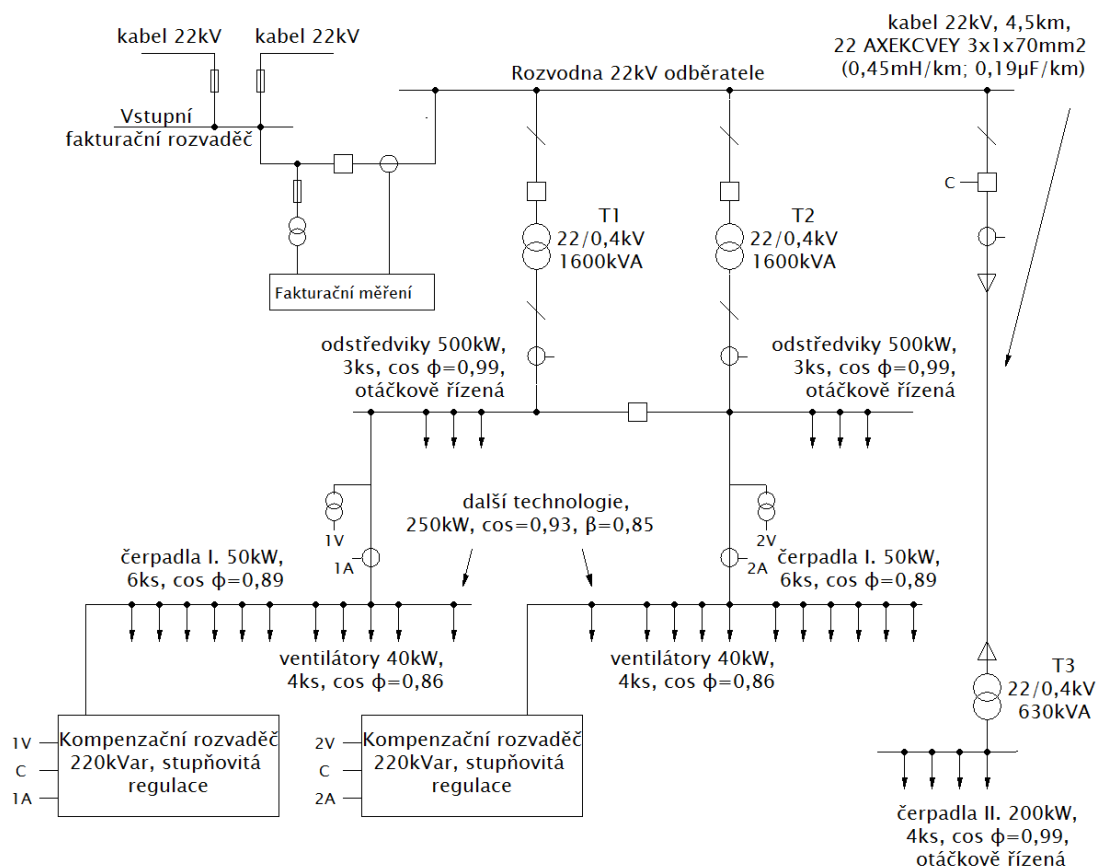 kabel 22kV
kabel 22kV
kabel 22kV, 4,5km,
22 AXEKCVEY 3x1x70mm2
(0,45mH/km; 0,19µF/km)
Rozvodna 22kV odběratele
Vstupní
fakturační rozvaděč
C
T1
22/0,4kV
1600kVA
T2
22/0,4kV
1600kVA
Fakturační měření
odstředviky 500kW,
3ks, cos ϕ=0,99,
otáčkově řízená
odstředviky 500kW,
3ks, cos ϕ=0,99,
otáčkově řízená
další technologie,
250kW, cos=0,93, β=0,85
1V
1A
2V
2A
čerpadla I. 50kW,
6ks, cos ϕ=0,89
čerpadla I. 50kW,
6ks, cos ϕ=0,89
ventilátory 40kW,
4ks, cos ϕ=0,86
ventilátory 40kW,
4ks, cos ϕ=0,86
T3
22/0,4kV
630kVA
1V
C
1A
Kompenzační rozvaděč
220kVar, stupňovitá
regulace
2V
C
2A
Kompenzační rozvaděč
220kVar, stupňovitá
regulace
čerpadla II. 200kW,
4ks, cos ϕ=0,99,
otáčkově řízená